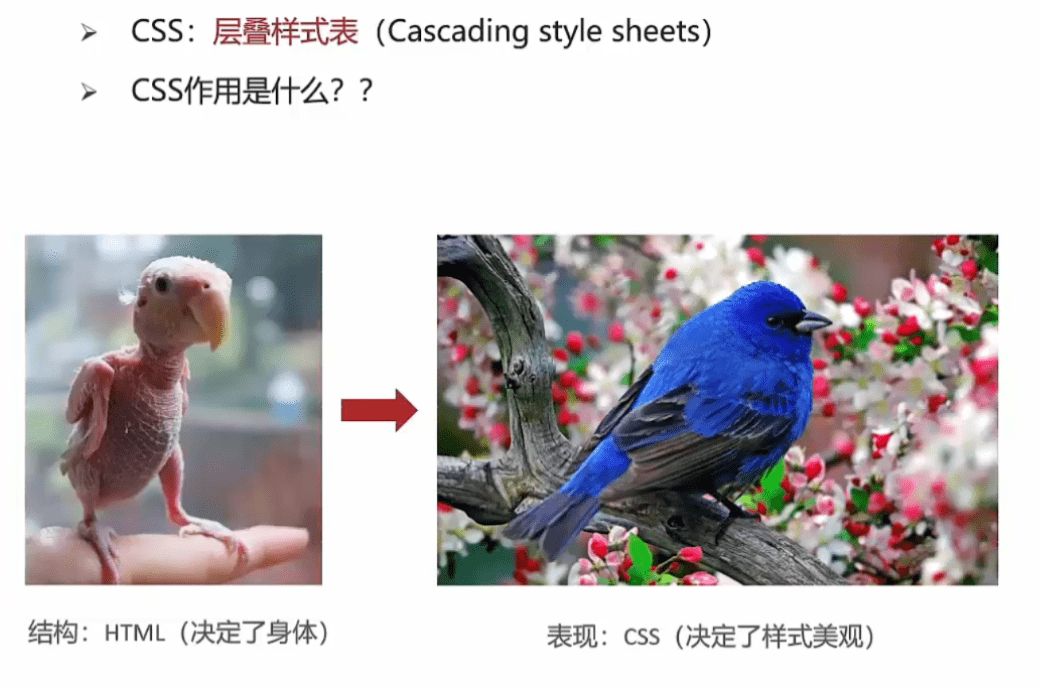 CSS：层叠样式表（Cascading style sheets）
CSS作用是什么？？
结构：HTML（决定了身体）
表现：CSS（决定了样式美观）